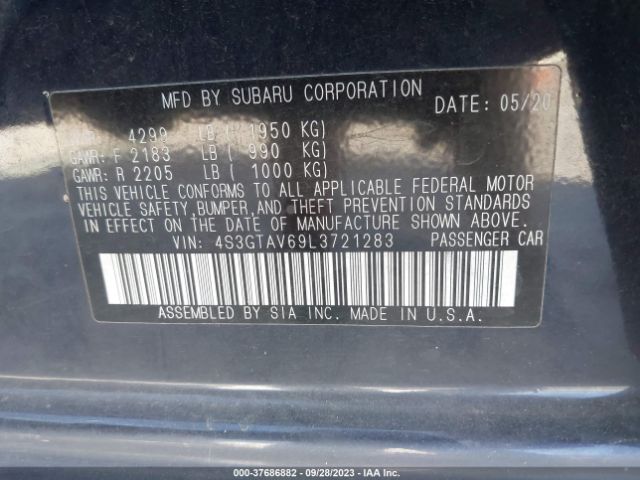 MFD BY SUBARU CORPORATION
DATE: 05/20
4299 LB ( 1950 KG)
GAWR: F 2183 LB ( 990 KG)
GAWR: R 2205 LB ( 1000 KG)
THIS VEHICLE CONFORMS TO ALL APPLICABLE FEDERAL MOTOR
VEHICLE SAFETY,BUMPER,AND THEFT PREVENTION STANDARDS
IN EFFECT ON THE DATE OF MANUFACTURE SHOWN ABOVE.
VIN: 4S3GTAV69L3721283 PASSENGER CAR
ASSEMBLED BY SIA INC. MADE IN U.S.A.
000-37686882 / 09/28/2023 / IAA Inc.